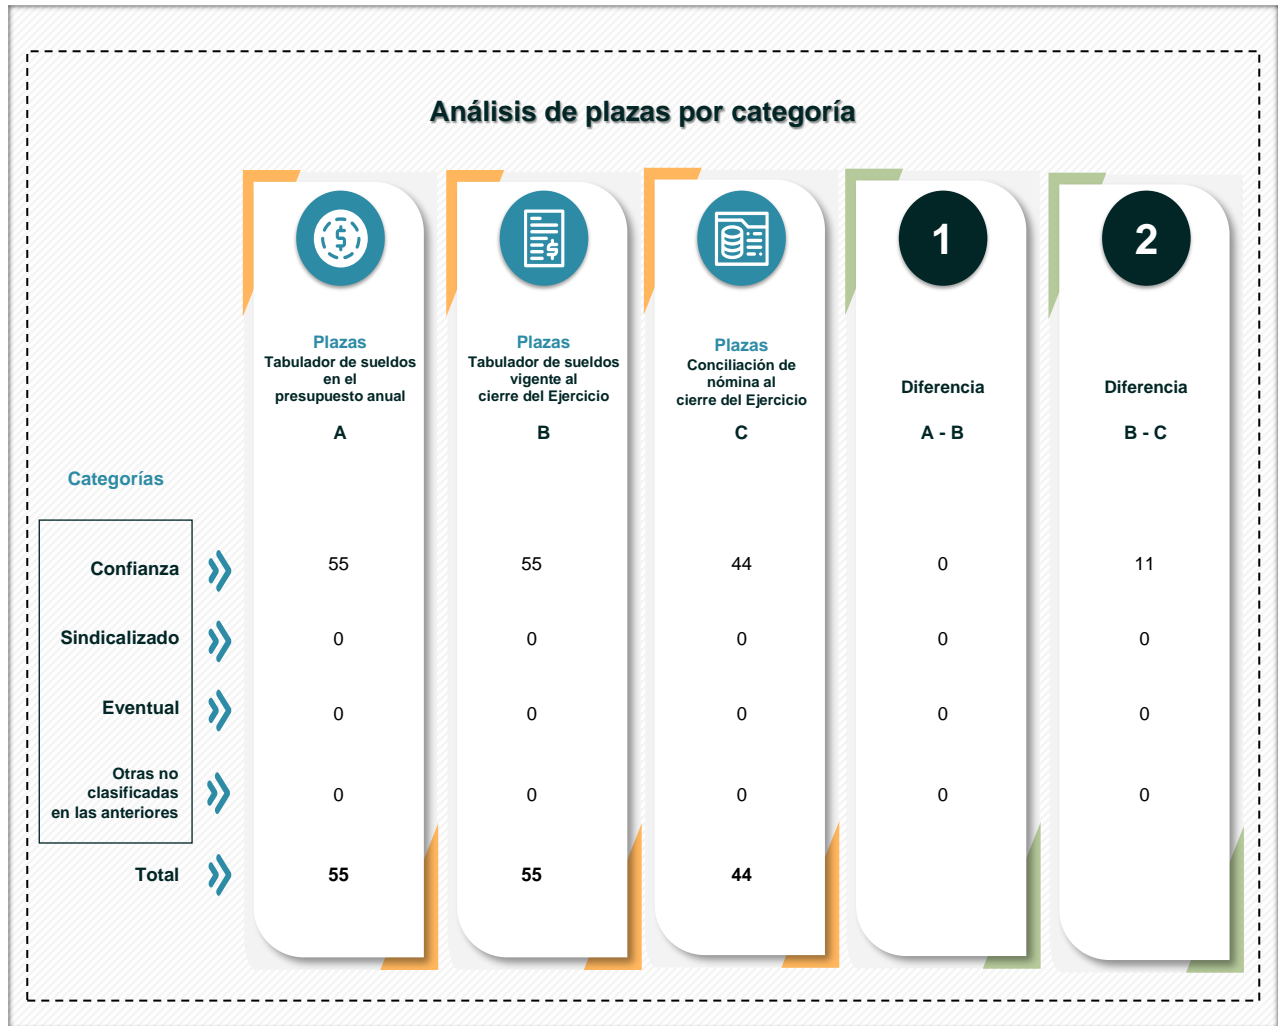 Análisis de plazas por categoría
1
2
Plazas
Tabulador de sueldos
en el
presupuesto anual
A
Plazas
Tabulador de sueldos
vigente al
cierre del Ejercicio
B
Plazas
Conciliación de
nómina al
cierre del Ejercicio
C
Diferencia
A - B
Diferencia
B - C
Categorías
Confianza 55 55 44 0 11
Sindicalizado 0 0 0 0 0
Eventual 0 0 0 0 0
Otras no
clasificadas
en las anteriores 0 0 0 0 0
Total 55 55 44